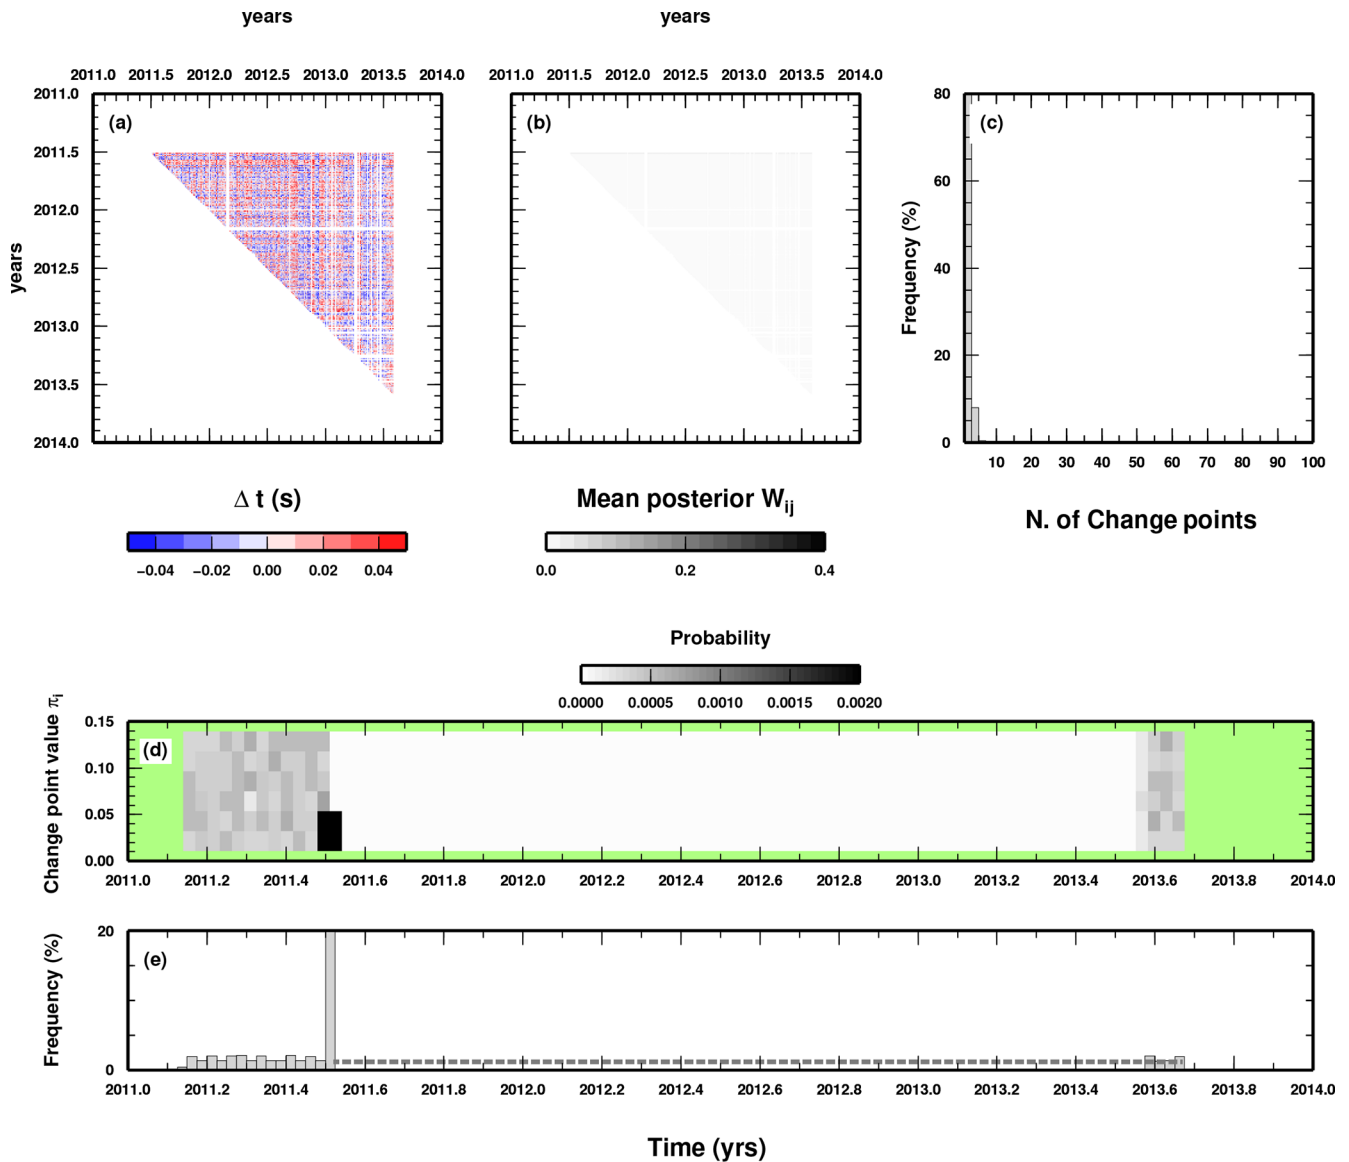 years
years
2011.0 2011.5 2012.0 2012.5 2013.0 2013.5 2014.0
2011.0 2011.5 2012.0 2012.5 2013.0 2013.5 2014.0
2011.0
2011.5
2012.0
2012.5
2013.0
2013.5
2014.0
years
(a)
(b)
(c)
80
60
40
20
0
Frequency (%)
10 20 30 40 50 60 70 80 90 100
N. of Change points
Δ t (s)
−0.04 −0.02 0.00 0.02 0.04
Mean posterior Wij
0.0 0.2 0.4
Probability
0.0000 0.0005 0.0010 0.0015 0.0020
Change point value πi
0.15
0.10
0.05
0.00
(d)
2011.0 2011.2 2011.4 2011.6 2011.8 2012.0 2012.2 2012.4 2012.6 2012.8 2013.0 2013.2 2013.4 2013.6 2013.8 2014.0
Frequency (%)
20
0
(e)
2011.0 2011.2 2011.4 2011.6 2011.8 2012.0 2012.2 2012.4 2012.6 2012.8 2013.0 2013.2 2013.4 2013.6 2013.8 2014.0
Time (yrs)